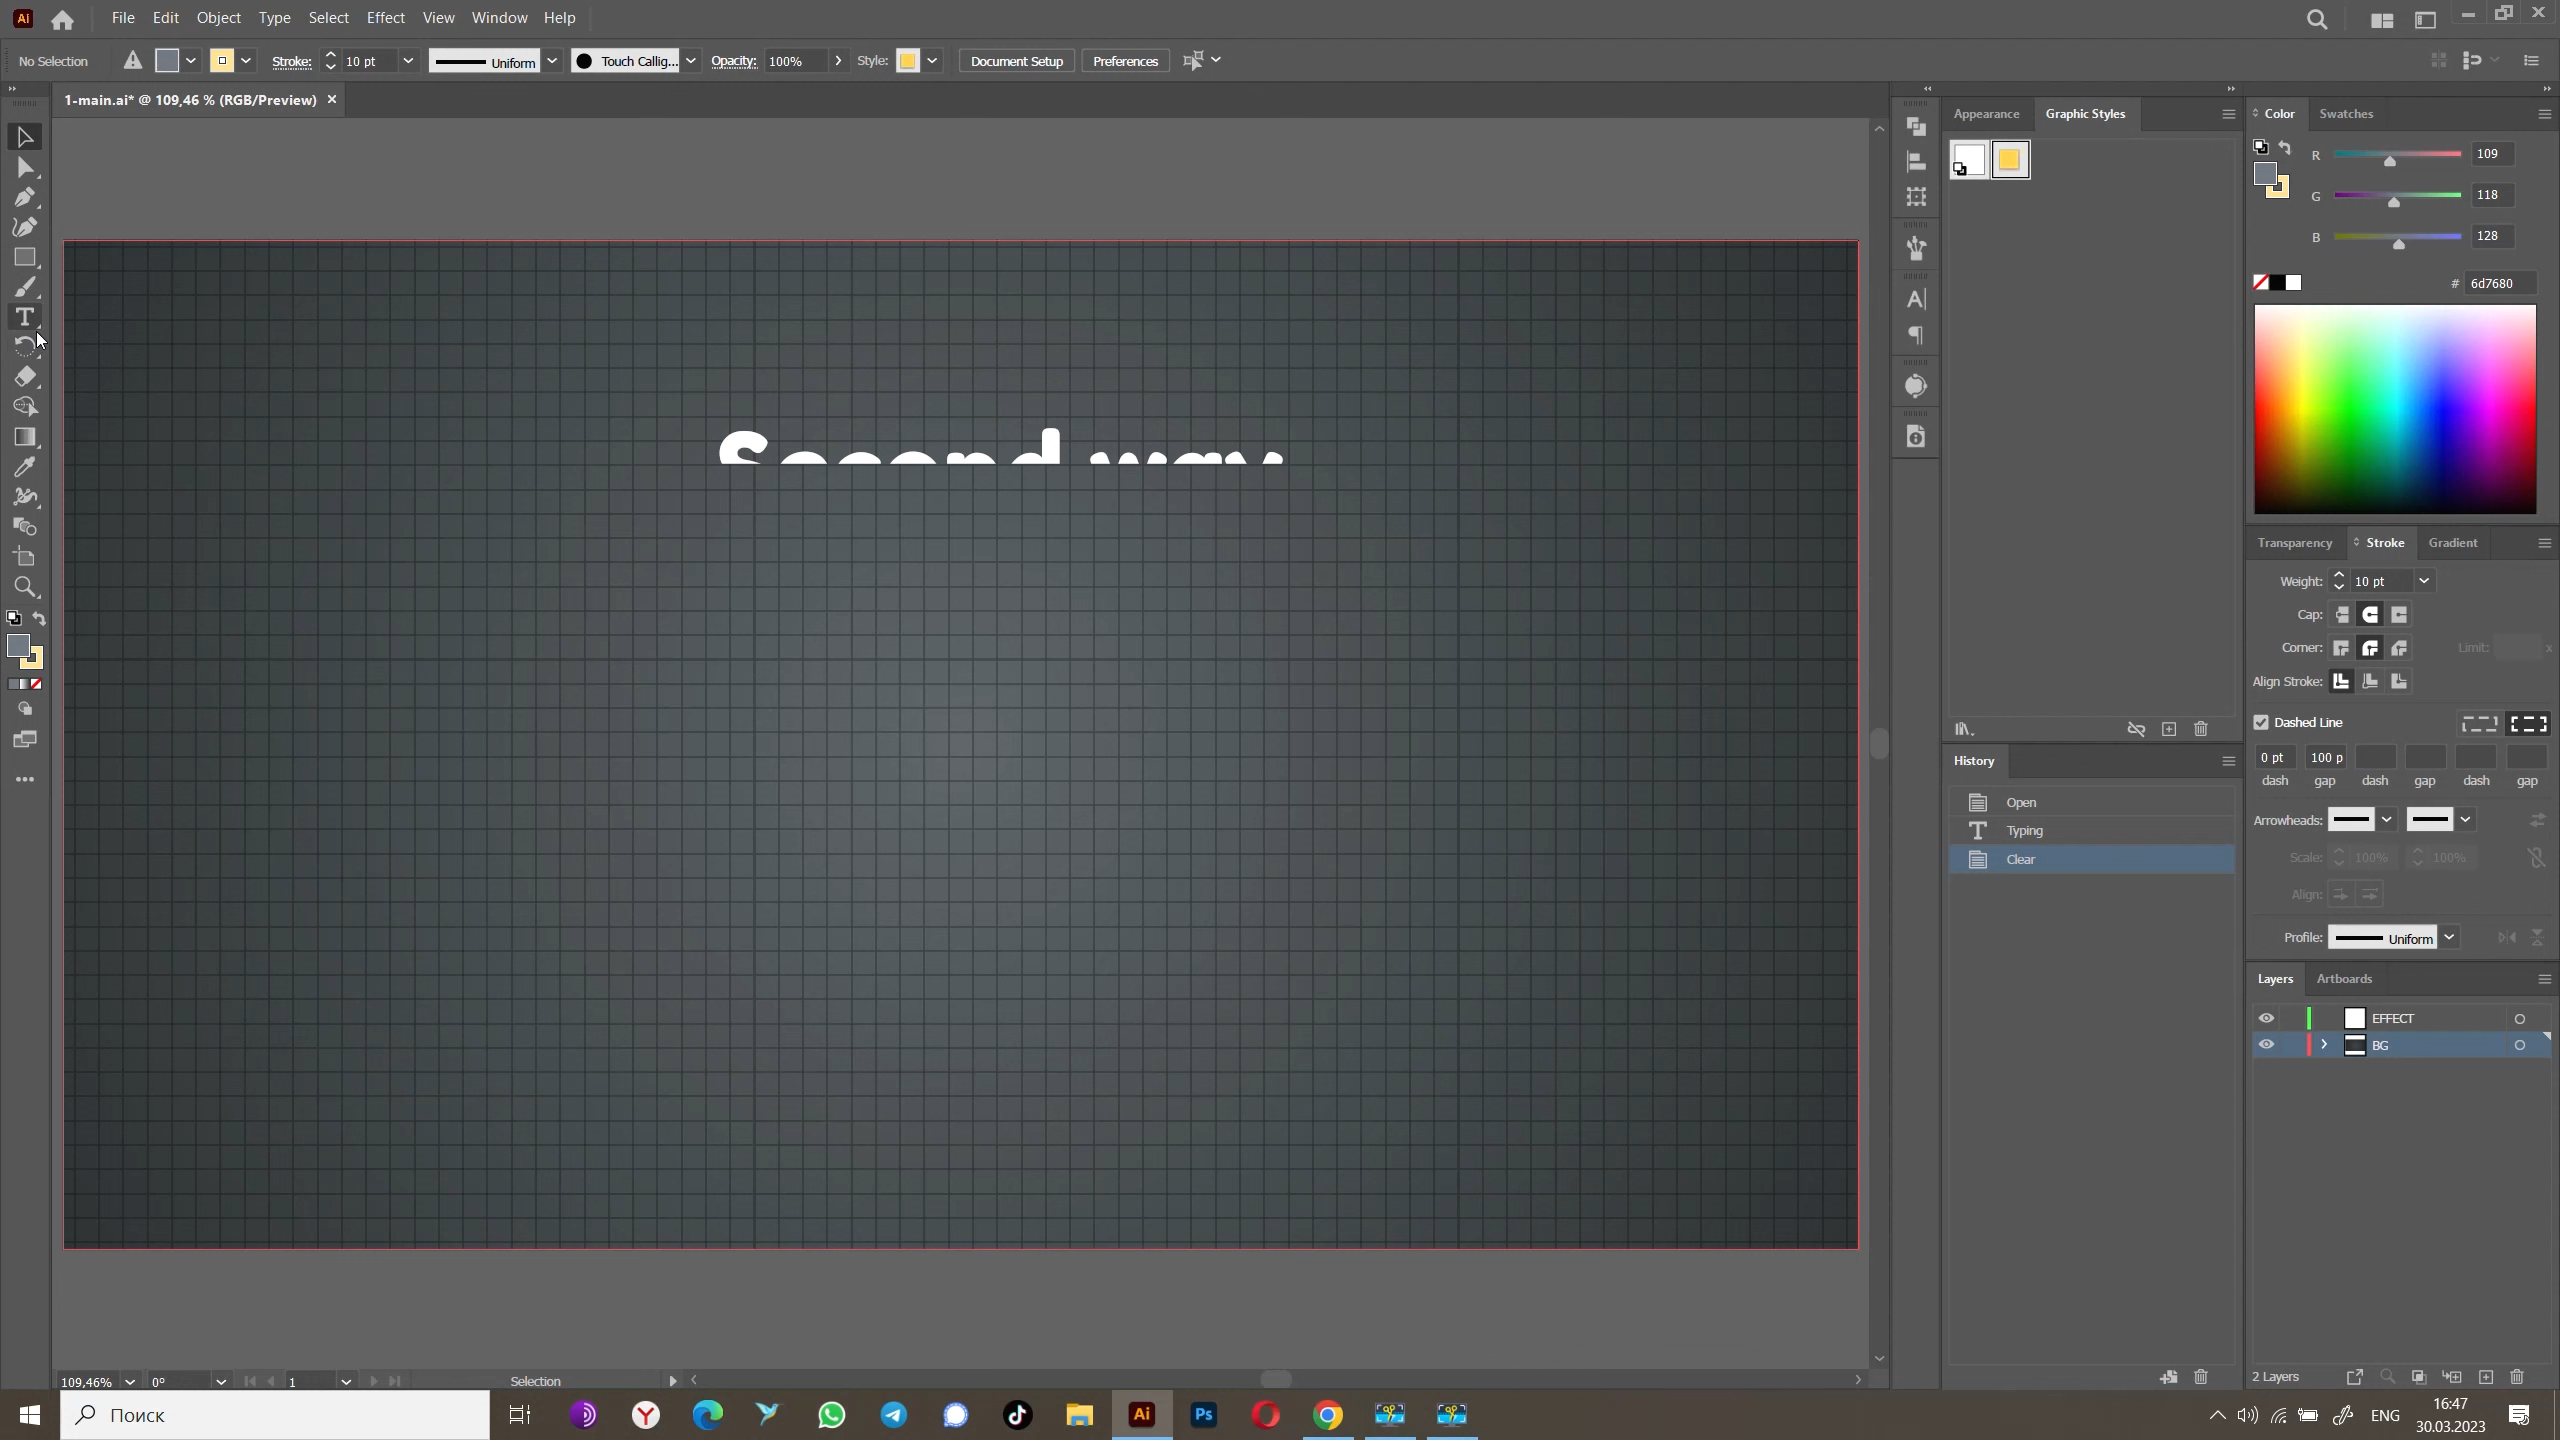 Ai File Edit Object Type Select Effect View Window Help
No Selection Stroke: 10 pt Uniform Touch Callig... Opacity: 100% Style: Document Setup Preferences
1-main.ai* @ 109,46 % (RGB/Preview)
Appearance Graphic Styles
Color Swatches
R 109
G 118
B 128
# 6d7680
Second way
Transparency Stroke Gradient
Weight: 10 pt
Cap:
Corner: Limit: x
Align Stroke:
Dashed Line
0 pt 100 p
dash gap dash gap dash gap
Arrowheads:
Scale: 100% 100%
Align:
Profile: Uniform
History
Open
Typing
Clear
Layers Artboards
EFFECT
BG
2 Layers
109,46% 0° 1 Selection
Поиск
Ai Ps
ENG
16:47
30.03.2023